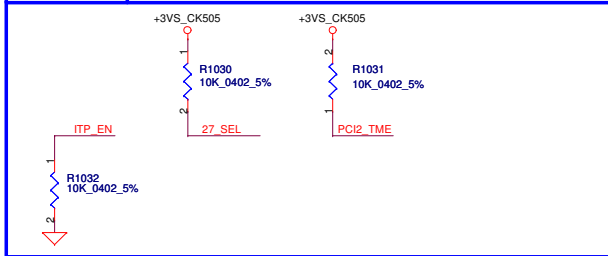 +3VS_CK505
+3VS_CK505
1
R1030
10K_0402_5%
2
2
R1031
10K_0402_5%
1
ITP_EN
27_SEL
PCI2_TME
1
R1032
10K_0402_5%
2